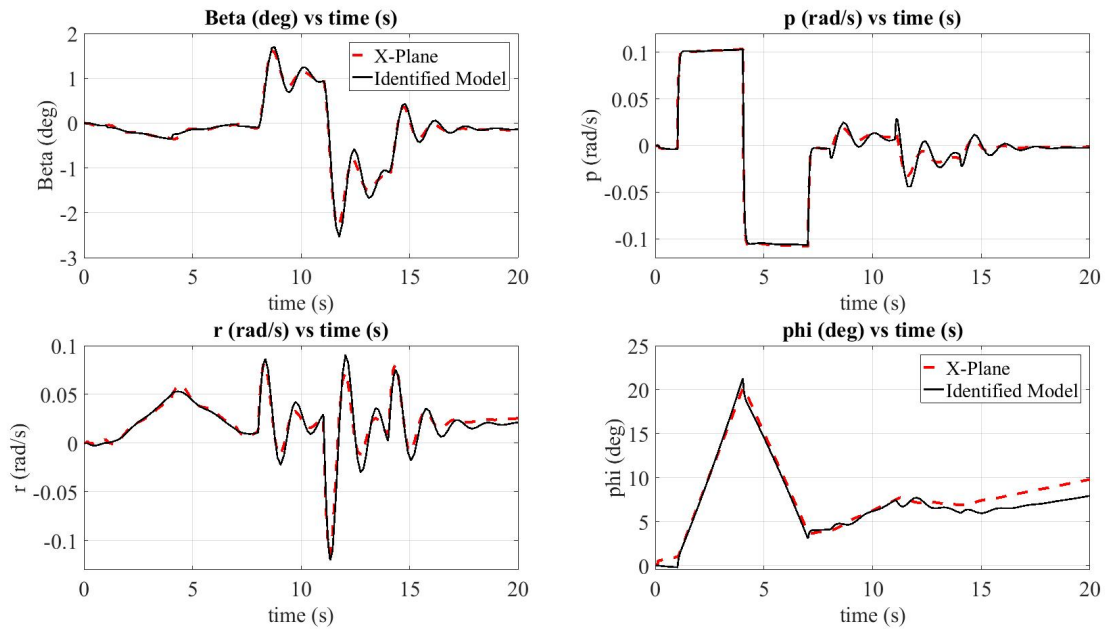 Beta (deg) vs time (s)
2
1
0
-1
-2
-3
Beta (deg)
X-Plane
Identified Model
0 5 10 15 20
time (s)
p (rad/s) vs time (s)
0.1
0.05
0
-0.05
-0.1
p (rad/s)
0 5 10 15 20
time (s)
r (rad/s) vs time (s)
0.1
0.05
0
-0.05
-0.1
r (rad/s)
0 5 10 15 20
time (s)
phi (deg) vs time (s)
25
20
15
10
5
0
phi (deg)
X-Plane
Identified Model
0 5 10 15 20
time (s)